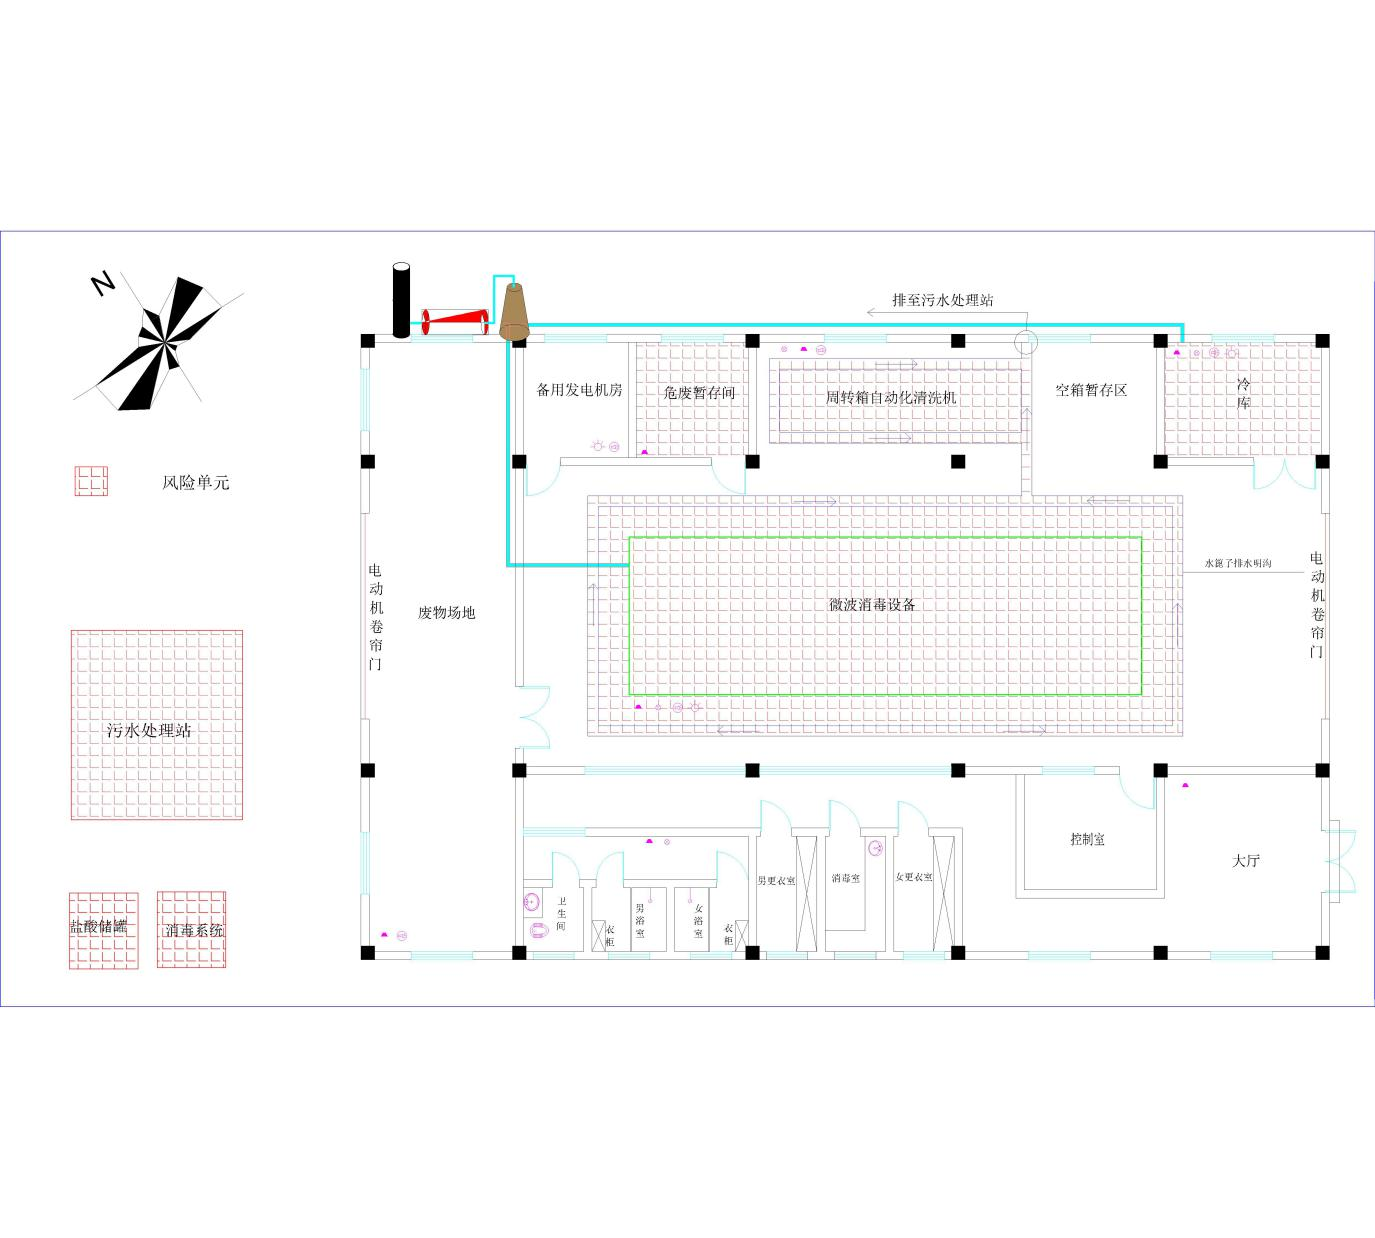 N
排至污水处理站
备用发电机房
危废暂存间
周转箱自动化清洗机
空箱暂存区
冷库
风险单元
电动机卷帘门
废物场地
微波消毒设备
水篦子排水明沟
电动机卷帘门
污水处理站
控制室
大厅
男更衣室
消毒室
女更衣室
卫生间
衣柜
男浴室
女浴室
衣柜
盐酸储罐
消毒系统